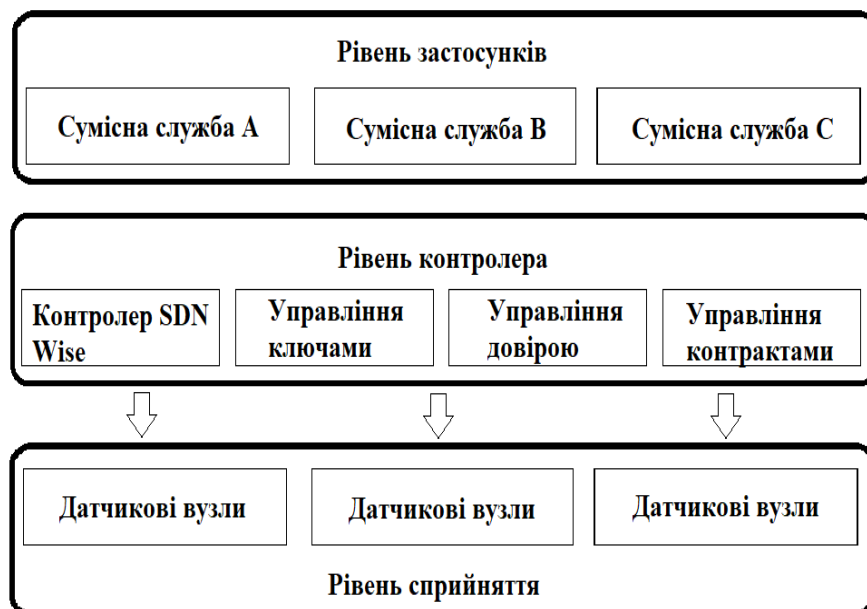 Рівень застосунків
Сумісна служба А
Сумісна служба В
Сумісна служба С
Рівень контролера
Контролер SDN
Wise
Управління
ключами
Управління
довірою
Управління
контрактами
Датчикові вузли
Датчикові вузли
Датчикові вузли
Рівень сприйняття